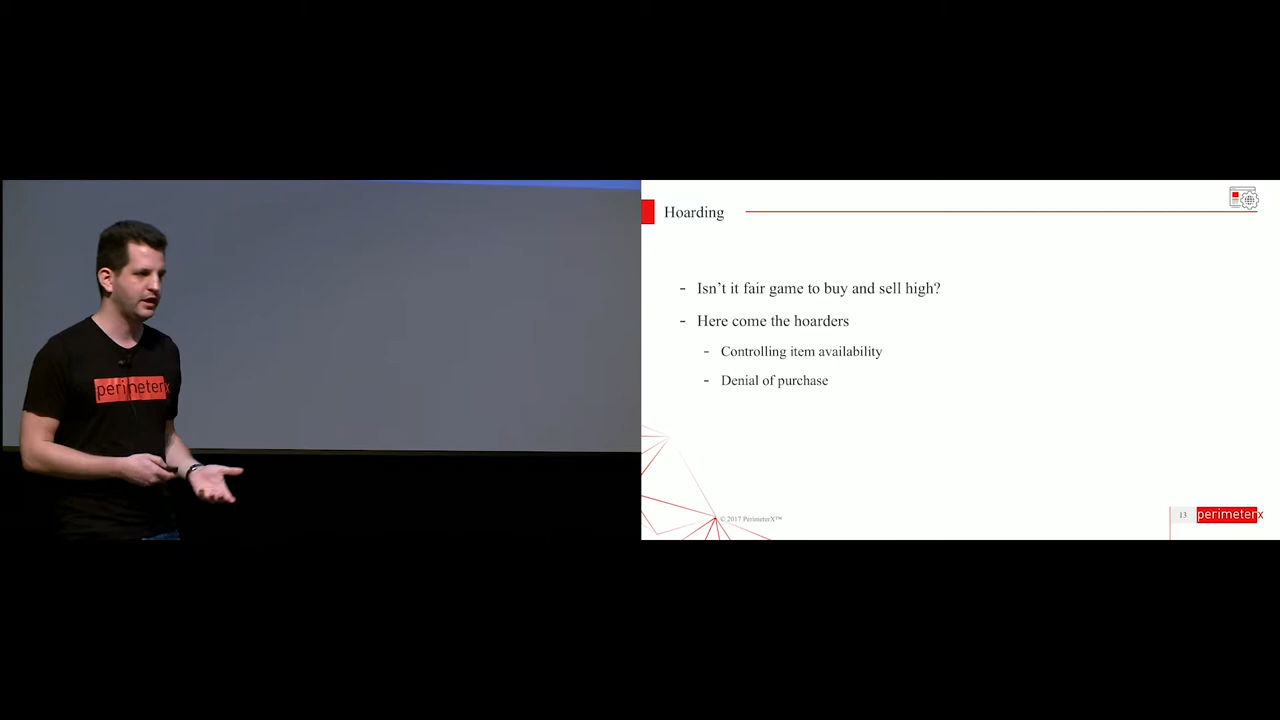 perimeterx
Hoarding
- Isn't it fair game to buy and sell high?
- Here come the hoarders
- Controlling item availability
- Denial of purchase
© 2017 PerimeterX™
13
perimeterx